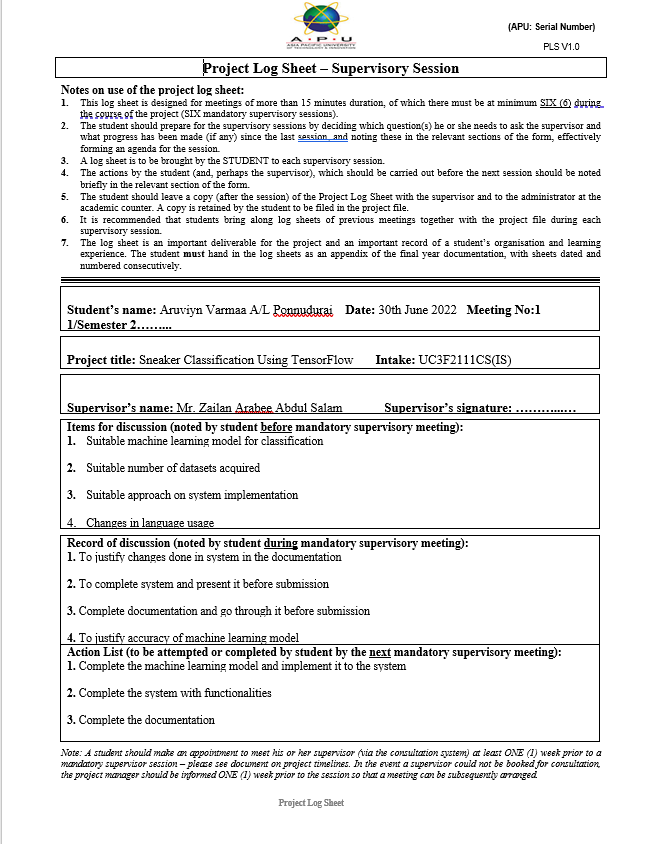 (APU: Serial Number)
A · P · U
ASIA PACIFIC UNIVERSITY
OF TECHNOLOGY & INNOVATION
PLS V1.0
Project Log Sheet – Supervisory Session
Notes on use of the project log sheet:
1. This log sheet is designed for meetings of more than 15 minutes duration, of which there must be at minimum SIX (6) during
the course of the project (SIX mandatory supervisory sessions).
2. The student should prepare for the supervisory sessions by deciding which question(s) he or she needs to ask the supervisor and
what progress has been made (if any) since the last session, and noting these in the relevant sections of the form, effectively
forming an agenda for the session.
3. A log sheet is to be brought by the STUDENT to each supervisory session.
4. The actions by the student (and, perhaps the supervisor), which should be carried out before the next session should be noted
briefly in the relevant section of the form.
5. The student should leave a copy (after the session) of the Project Log Sheet with the supervisor and to the administrator at the
academic counter. A copy is retained by the student to be filed in the project file.
6. It is recommended that students bring along log sheets of previous meetings together with the project file during each
supervisory session.
7. The log sheet is an important deliverable for the project and an important record of a student's organisation and learning
experience. The student must hand in the log sheets as an appendix of the final year documentation, with sheets dated and
numbered consecutively.
Student's name: Aruviyn Varmaa A/L Ponnudurai Date: 30th June 2022 Meeting No:1
1/Semester 2……...
Project title: Sneaker Classification Using TensorFlow Intake: UC3F2111CS(IS)
Supervisor's name: Mr. Zailan Arabee Abdul Salam Supervisor's signature: ………...…
Items for discussion (noted by student before mandatory supervisory meeting):
1. Suitable machine learning model for classification
2. Suitable number of datasets acquired
3. Suitable approach on system implementation
4. Changes in language usage
Record of discussion (noted by student during mandatory supervisory meeting):
1. To justify changes done in system in the documentation
2. To complete system and present it before submission
3. Complete documentation and go through it before submission
4. To justify accuracy of machine learning model
Action List (to be attempted or completed by student by the next mandatory supervisory meeting):
1. Complete the machine learning model and implement it to the system
2. Complete the system with functionalities
3. Complete the documentation
Note: A student should make an appointment to meet his or her supervisor (via the consultation system) at least ONE (1) week prior to a
mandatory supervisor session – please see document on project timelines. In the event a supervisor could not be booked for consultation,
the project manager should be informed ONE (1) week prior to the session so that a meeting can be subsequently arranged.
Project Log Sheet